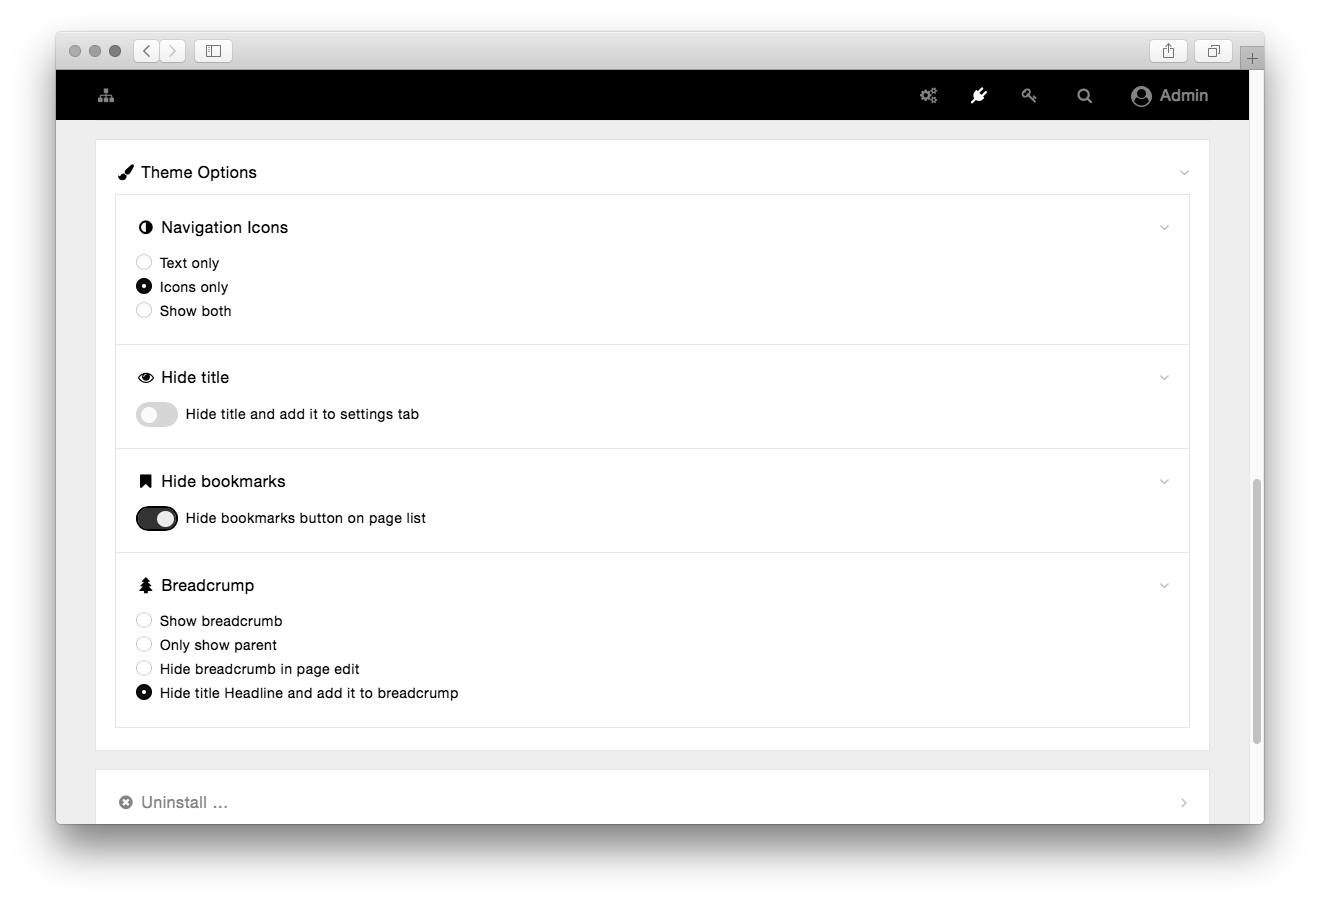 Admin
Theme Options
Navigation Icons
Text only
Icons only
Show both
Hide title
Hide title and add it to settings tab
Hide bookmarks
Hide bookmarks button on page list
Breadcrump
Show breadcrumb
Only show parent
Hide breadcrumb in page edit
Hide title Headline and add it to breadcrump
Uninstall ...